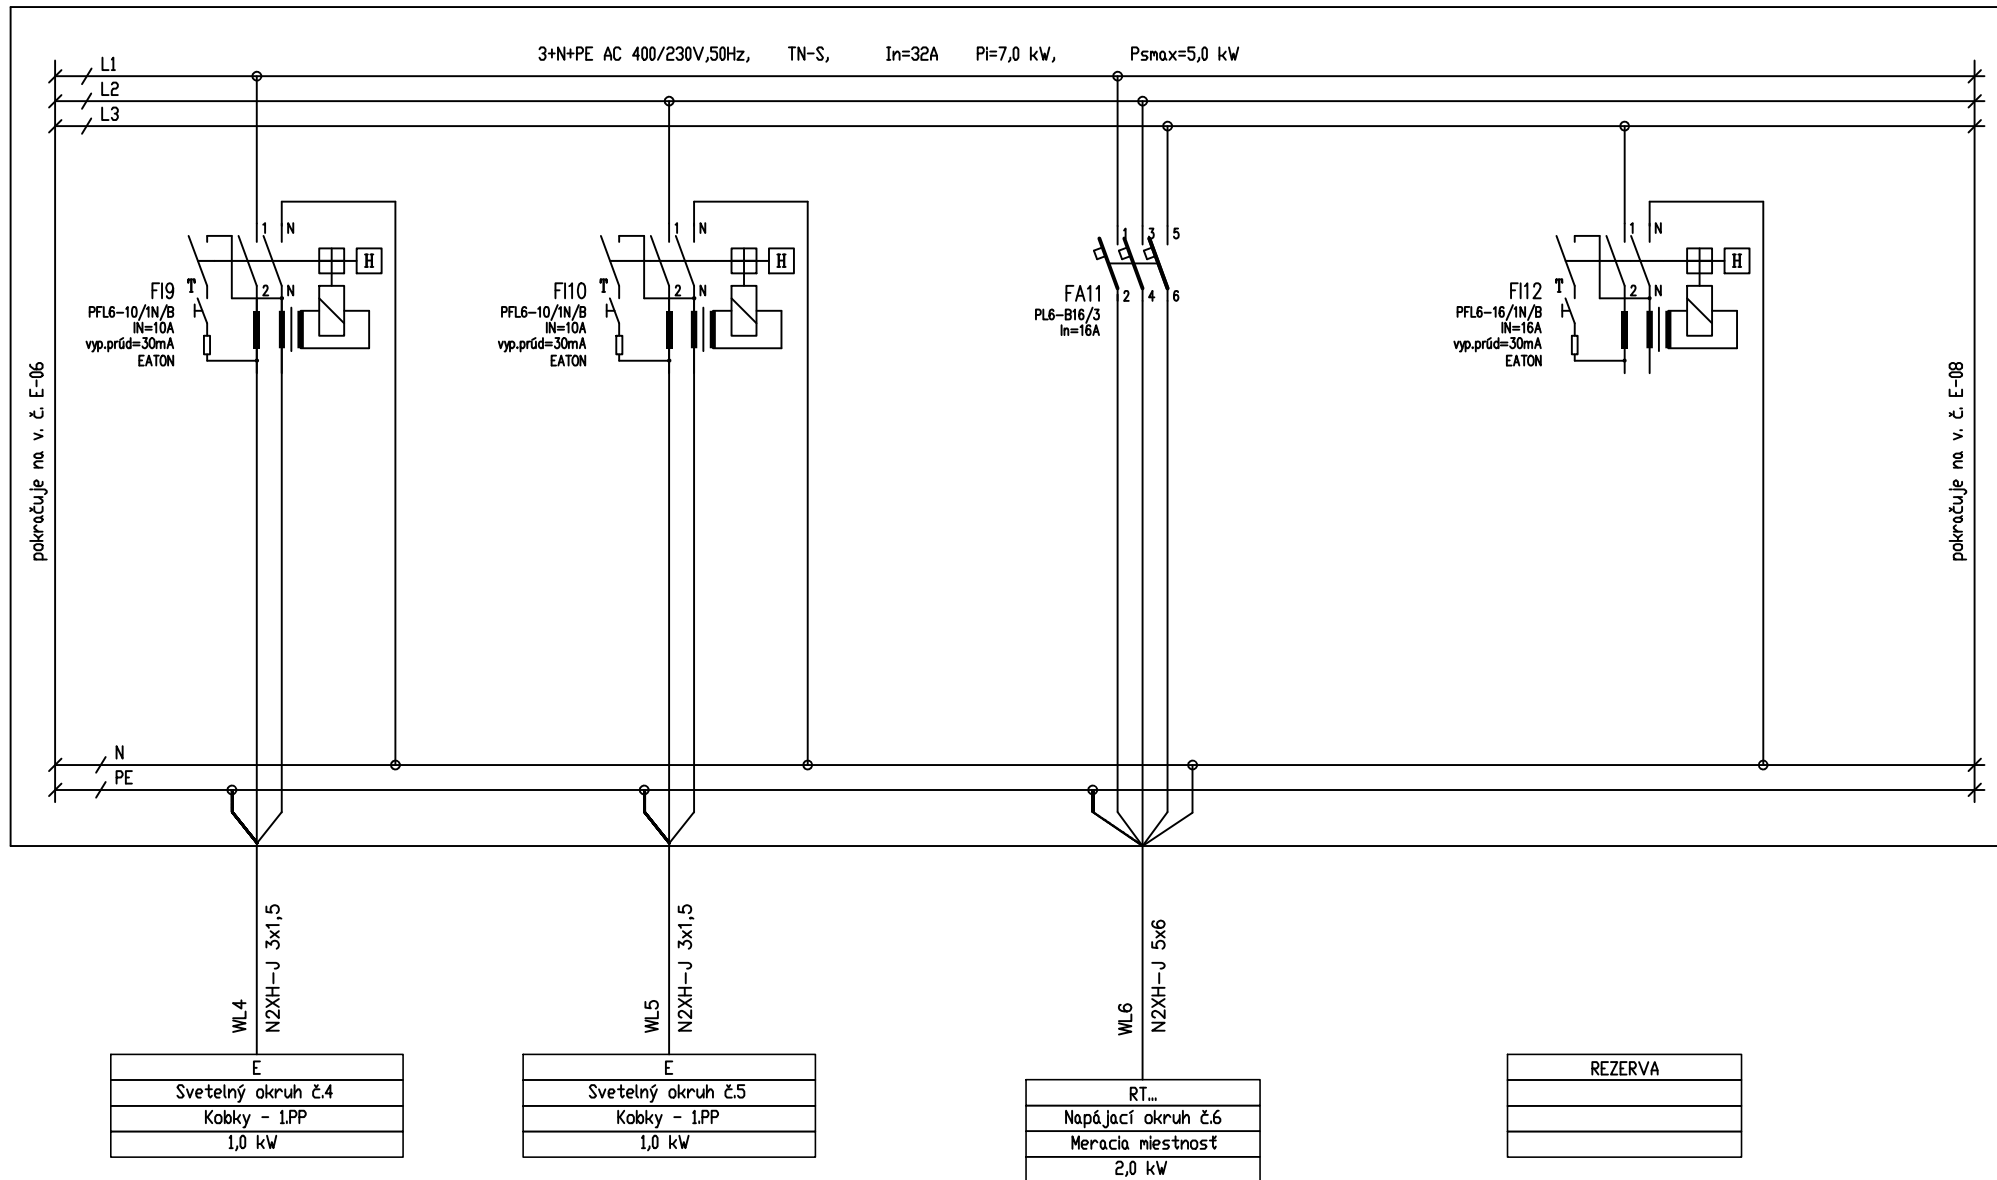 3+N+PE AC 400/230V,50Hz, TN-S, In=32A Pi=7,0 kW, Psmax=5,0 kW
L1
L2
L3
pokračuje na v. č. E-06
1 N
H
T
2 N
FI9
PFL6-10/1N/B
IN=10A
vyp.prúd=30mA
EATON
1 N
H
T
2 N
FI10
PFL6-10/1N/B
IN=10A
vyp.prúd=30mA
EATON
1 3 5
2 4 6
FA11
PL6-B16/3
In=16A
1 N
H
T
2 N
FI12
PFL6-16/1N/B
IN=16A
vyp.prúd=30mA
EATON
pokračuje na v. č. E-08
N
PE
WL4
N2XH-J 3x1,5
WL5
N2XH-J 3x1,5
WL6
N2XH-J 5x6
E
Svetelný okruh č.4
Kobky - 1.PP
1,0 kW
E
Svetelný okruh č.5
Kobky - 1.PP
1,0 kW
RT...
Napájací okruh č.6
Meracia miestnosť
2,0 kW
REZERVA